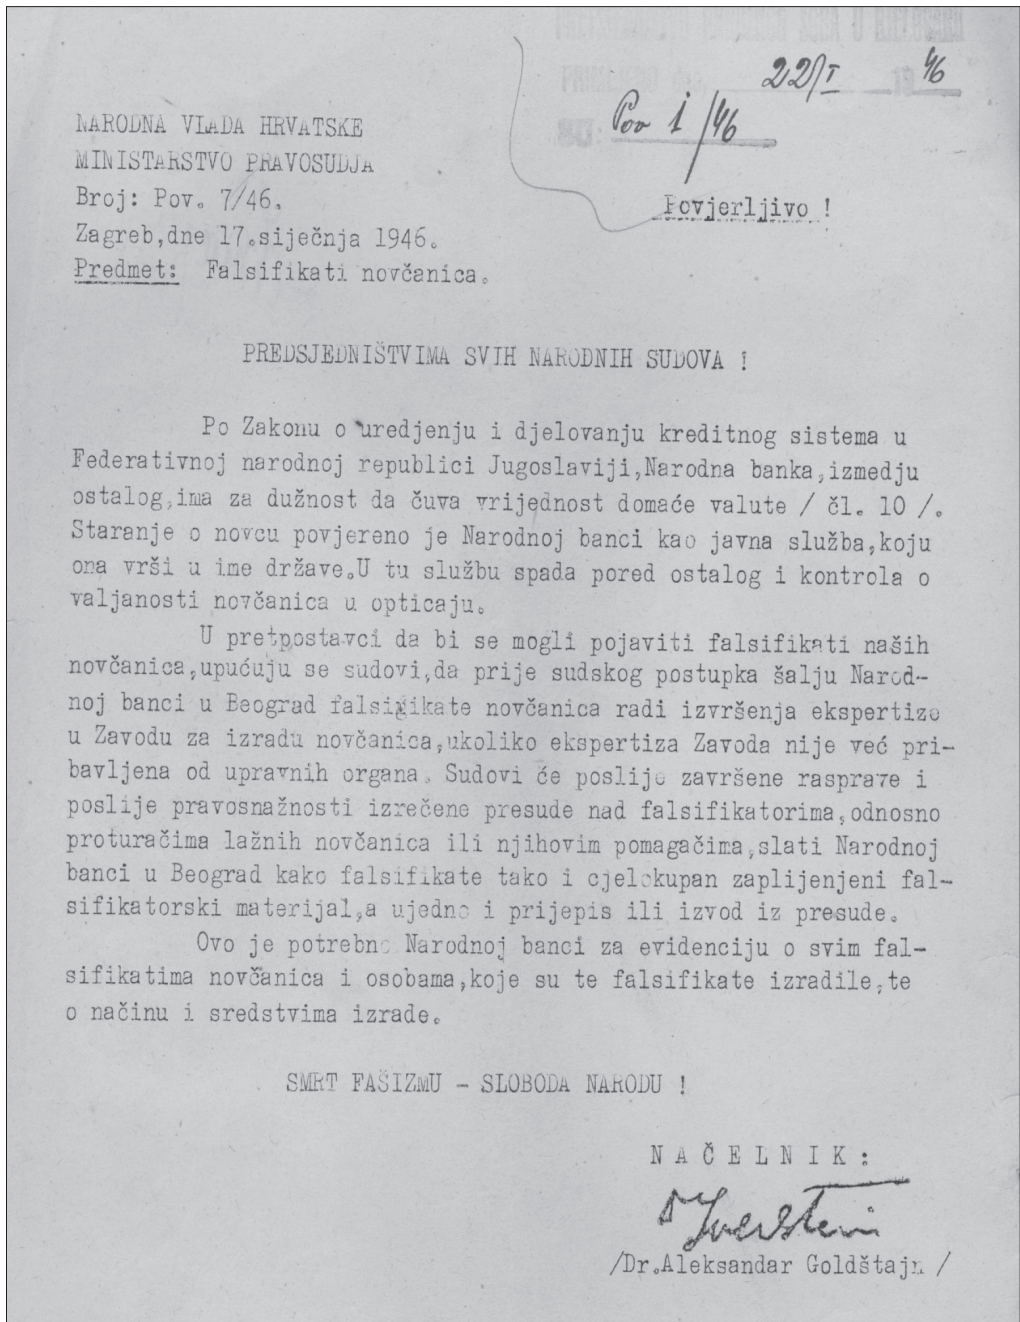 22/I 1946
Pov 1/46
NARODNA VLADA HRVATSKE
MINISTARSTVO PRAVOSUDJA
Broj: Pov. 7/46.
Povjerljivo !
Zagreb,dne 17.siječnja 1946.
Predmet: Falsifikati novčanica.
PREDSJEDNIŠTVIMA SVIH NARODNIH SUDOVA !
Po Zakonu o uredjenju i djelovanju kreditnog sistema u
Federativnoj narodnoj republici Jugoslaviji,Narodna banka,izmedju
ostalog,ima za dužnost da čuva vrijednost domaće valute / čl. 10 /.
Staranje o novcu povjereno je Narodnoj banci kao javna služba,koju
ona vrši u ime države.U tu službu spada pored ostalog i kontrola o
valjanosti novčanica u opticaju.
U pretpostavci da bi se mogli pojaviti falsifikati naših
novčanica,upućuju se sudovi,da prije sudskog postupka šalju Narod-
noj banci u Beograd falsigikate novčanica radi izvršenja ekspertize
u Zavodu za izradu novčanica,ukoliko ekspertiza Zavoda nije već pri-
bavljena od upravnih organa. Sudovi će poslije završene rasprave i
poslije pravosnažnosti izrečene presude nad falsifikatorima,odnosno
proturačima lažnih novčanica ili njihovim pomagačima,slati Narodnoj
banci u Beograd kako falsifikate tako i cjelokupan zaplijenjeni fal-
sifikatorski materijal,a ujedno i prijepis ili izvod iz presude.
Ovo je potrebno Narodnoj banci za evidenciju o svim fal-
sifikatima novčanica i osobama,koje su te falsifikate izradile,te
o načinu i sredstvima izrade.
SMRT FAŠIZMU - SLOBODA NARODU !
N A Č E L N I K :
/Dr.Aleksandar Goldštajn /